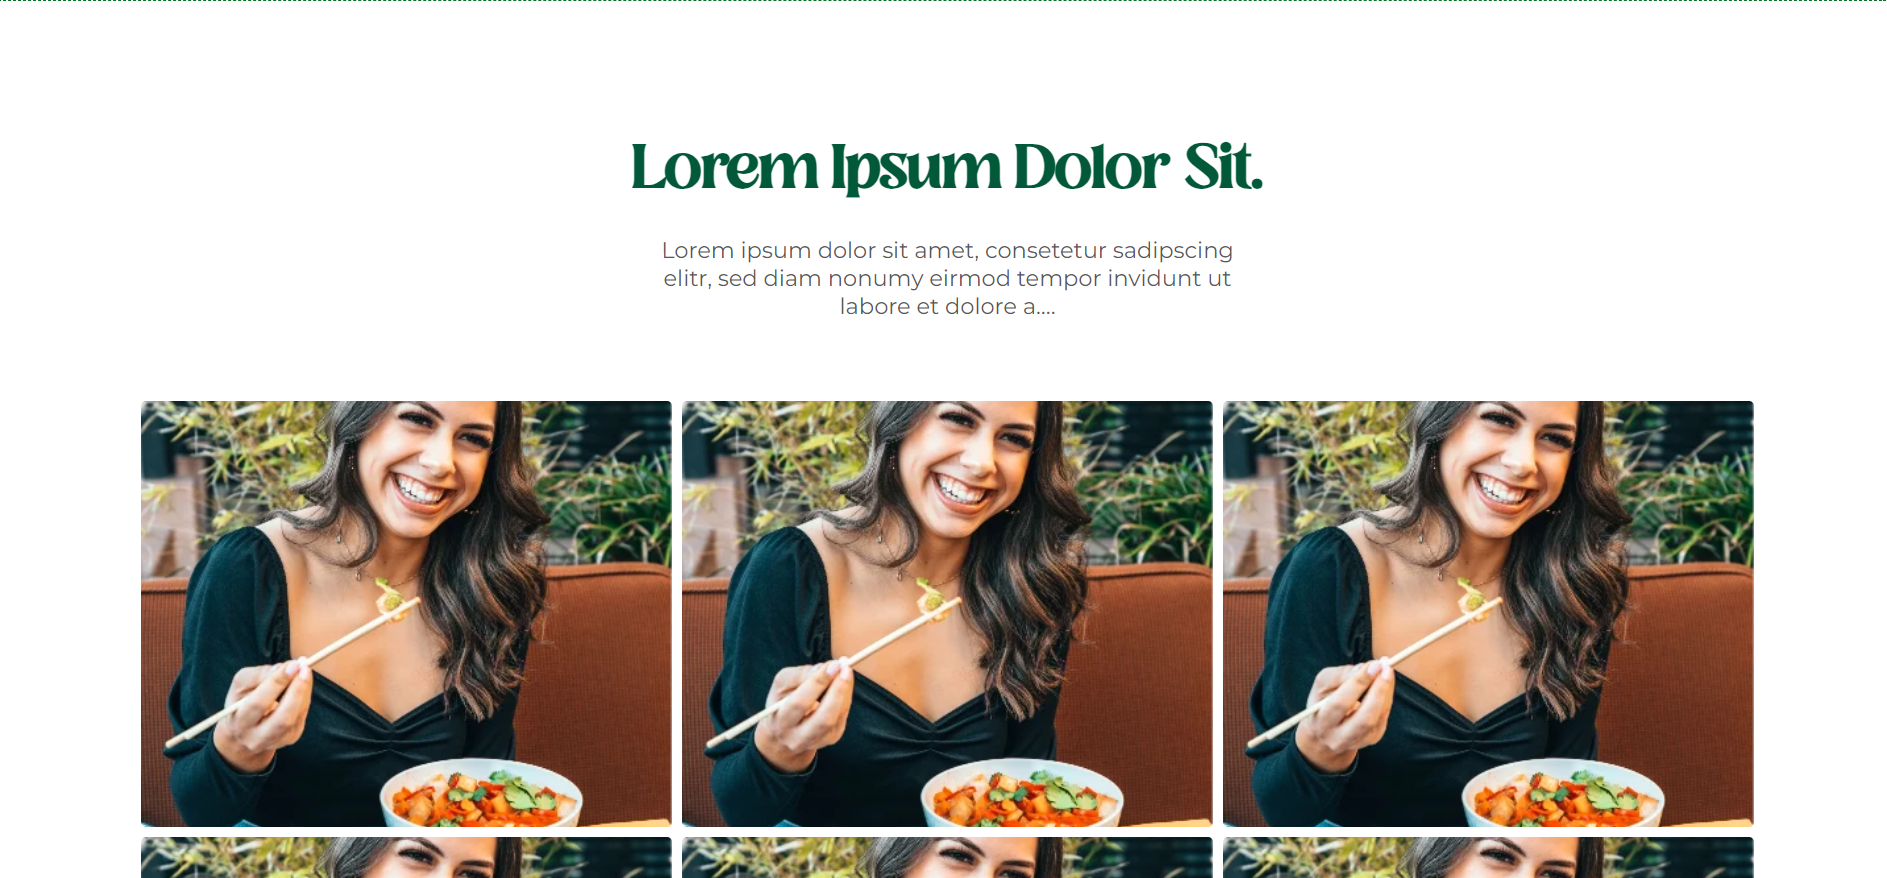 Lorem Ipsum Dolor Sit.
Lorem ipsum dolor sit amet, consetetur sadipscing
elitr, sed diam nonumy eirmod tempor invidunt ut
labore et dolore a....